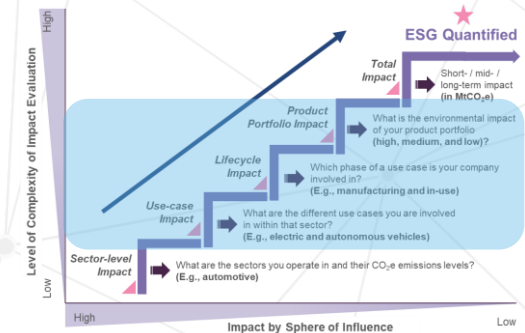 High
ESG Quantified
Total
Impact
Short- / mid- /
long-term impact
(in MtCO2e)
Product
Portfolio Impact
What is the environmental impact
of your product portfolio
(high, medium, and low)?
Lifecycle
Impact
Which phase of a use case is your company
involved in?
(E.g., manufacturing and in-use)
Use-case
Impact
What are the different use cases you are involved
in within that sector?
(E.g., electric and autonomous vehicles)
Sector-level
Impact
What are the sectors you operate in and their CO2e emissions levels?
(E.g., automotive)
Level of Complexity of Impact Evaluation
Low
High
Low
Impact by Sphere of Influence